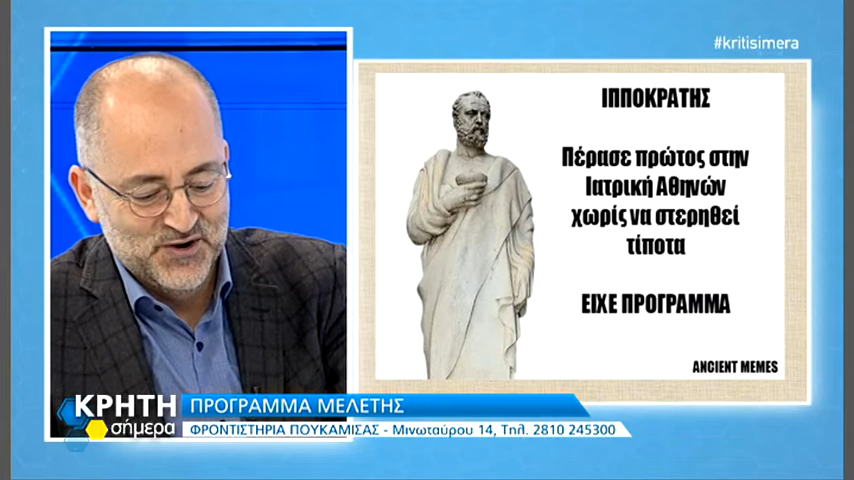 #kritisimera
ΙΠΠΟΚΡΑΤΗΣ
Πέρασε πρώτος στην
Ιατρική Αθηνών
χωρίς να στερηθεί
τίποτα
ΕΙΧΕ ΠΡΟΓΡΑΜΜΑ
ANCIENT MEMES
ΚΡΗΤΗ
σήμερα
ΠΡΟΓΡΑΜΜΑ ΜΕΛΕΤΗΣ
ΦΡΟΝΤΙΣΤΗΡΙΑ ΠΟΥΚΑΜΙΣΑΣ - Μινωταύρου 14, Τηλ. 2810 245300